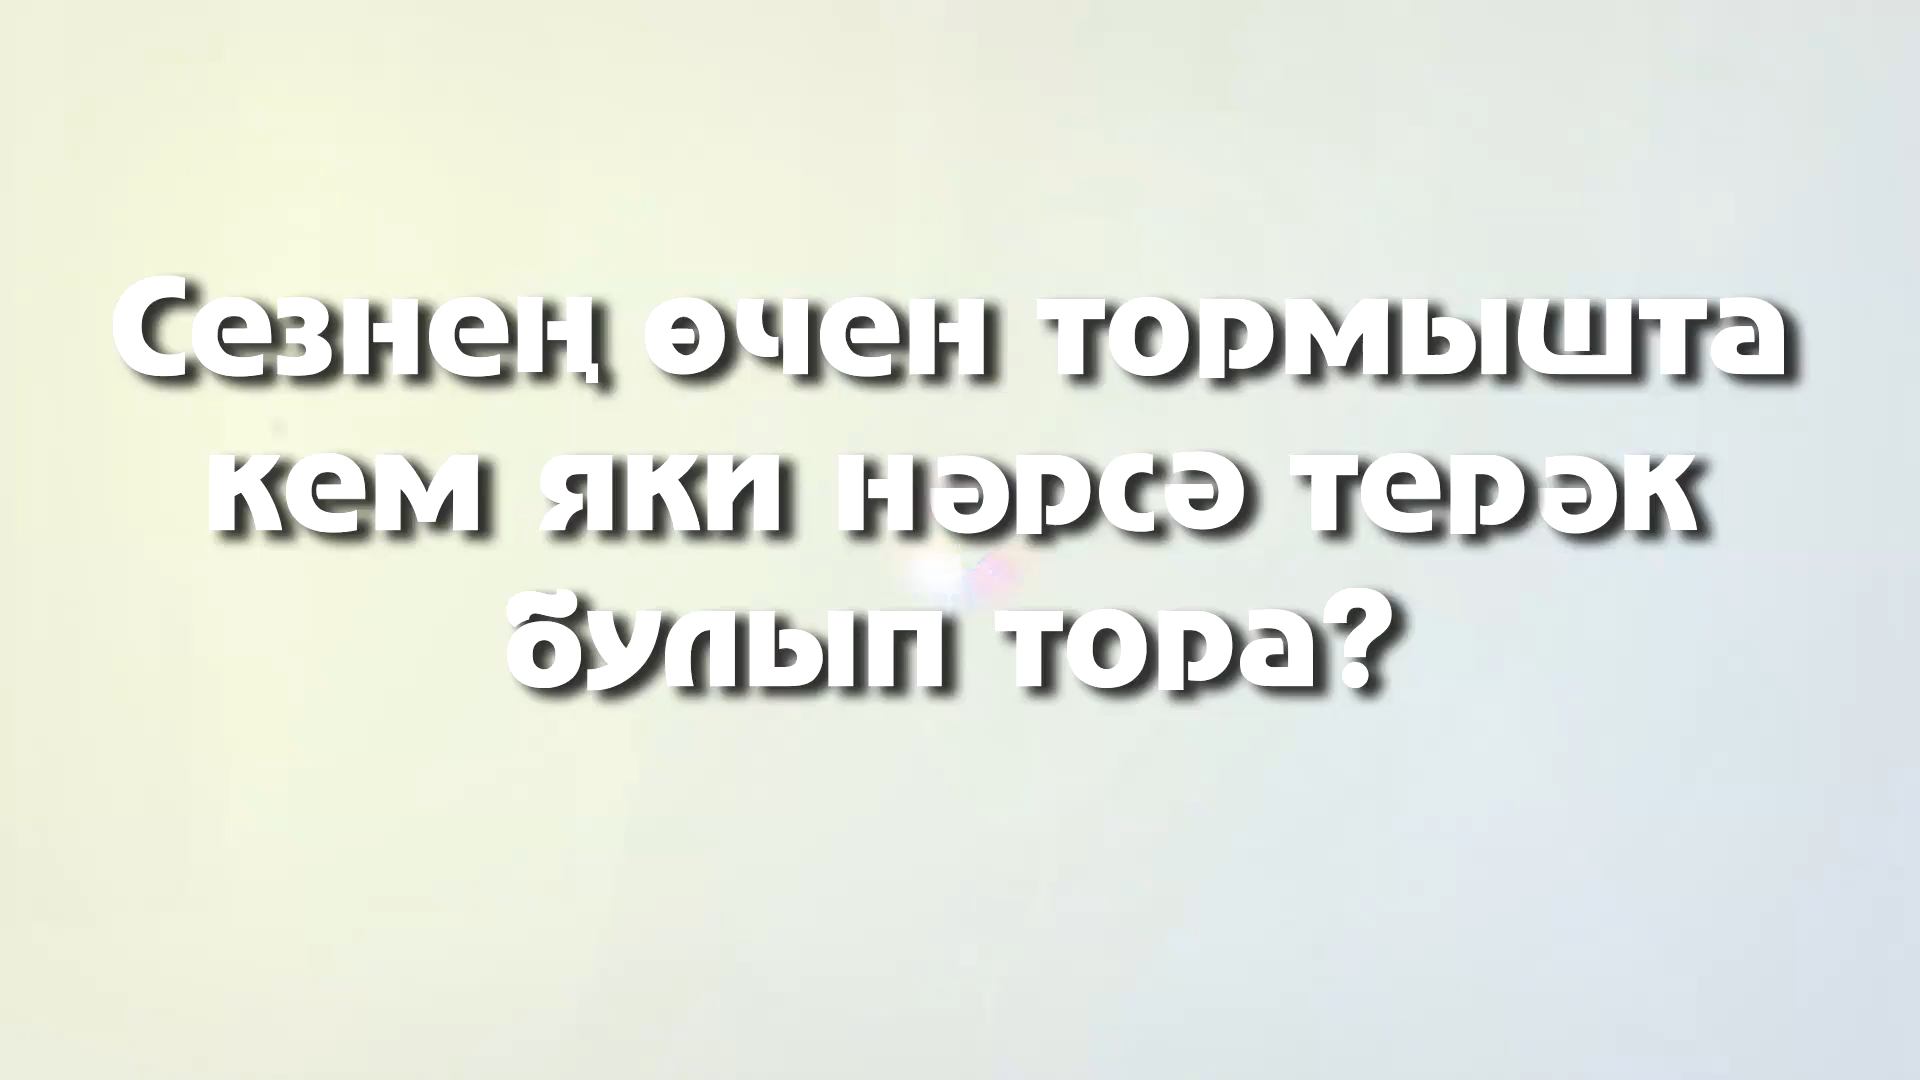 Сезнең өчен тормышта
кем яки нәрсә терәк
булып тора?